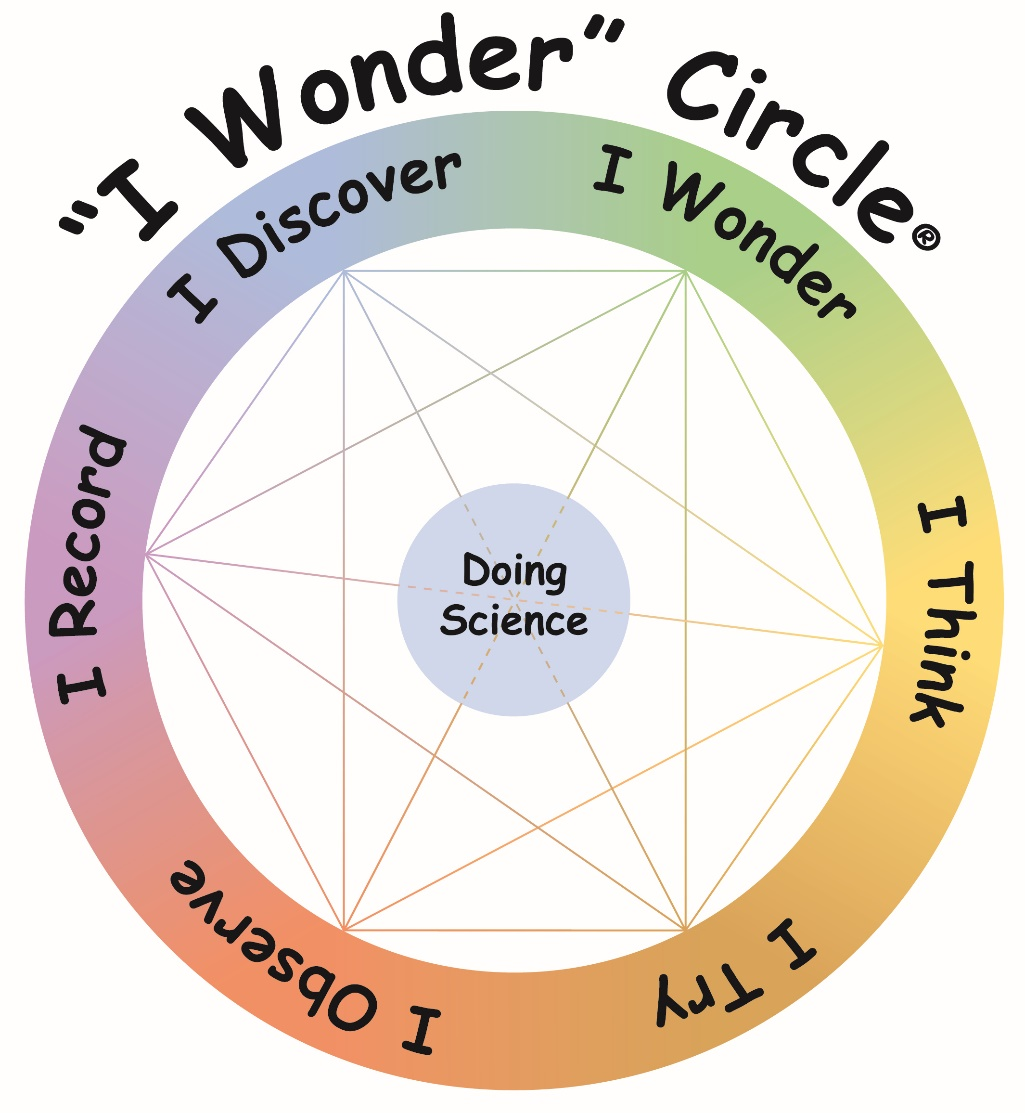 "I Wonder" Circle®
I Wonder
I Think
I Try
I Observe
I Record
I Discover
Doing
Science